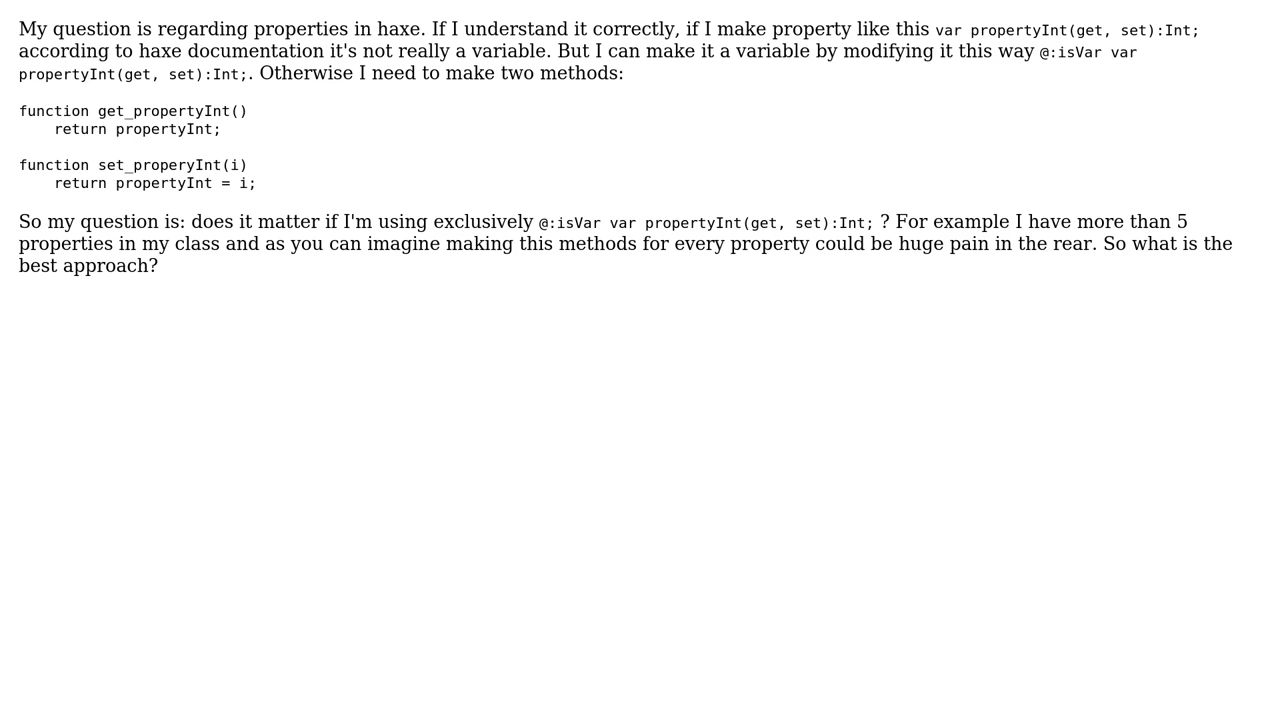 My question is regarding properties in haxe. If I understand it correctly, if I make property like this var propertyInt(get, set):Int;
according to haxe documentation it's not really a variable. But I can make it a variable by modifying it this way @:isVar var
propertyInt(get, set):Int;. Otherwise I need to make two methods:
function get_propertyInt()
    return propertyInt;
function set_properyInt(i)
    return propertyInt = i;
So my question is: does it matter if I'm using exclusively @:isVar var propertyInt(get, set):Int; ? For example I have more than 5
properties in my class and as you can imagine making this methods for every property could be huge pain in the rear. So what is the
best approach?